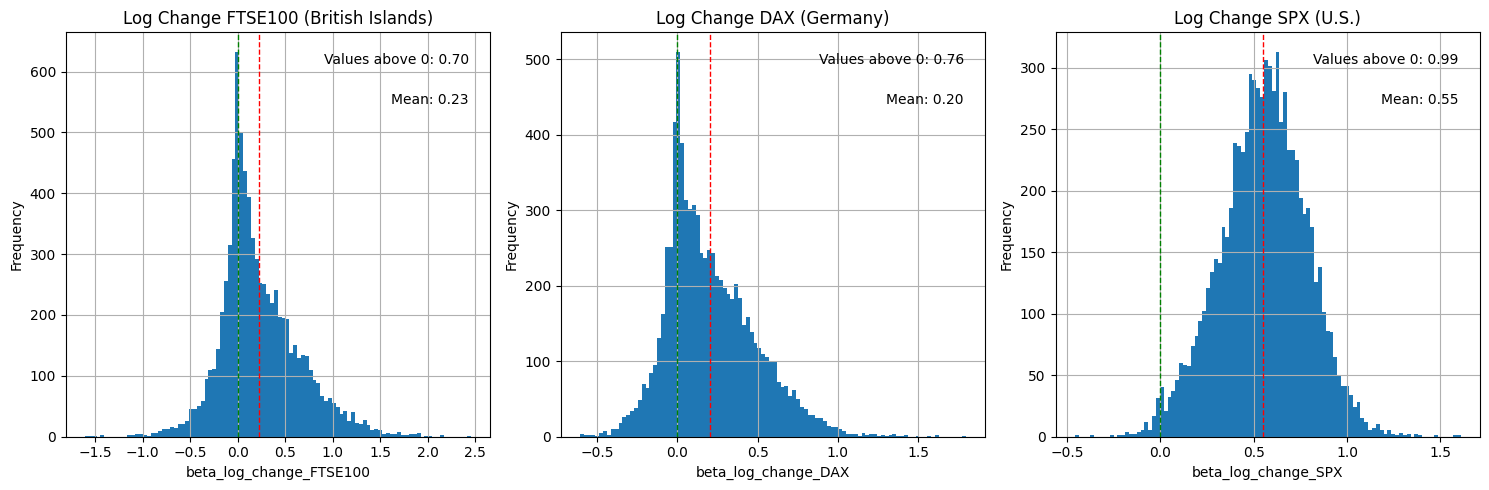 Log Change FTSE100 (British Islands)
Values above 0: 0.70
Mean: 0.23
Frequency
600
500
400
300
200
100
0
−1.5 −1.0 −0.5 0.0 0.5 1.0 1.5 2.0 2.5
beta_log_change_FTSE100
Log Change DAX (Germany)
Values above 0: 0.76
Mean: 0.20
Frequency
500
400
300
200
100
0
−0.5 0.0 0.5 1.0 1.5
beta_log_change_DAX
Log Change SPX (U.S.)
Values above 0: 0.99
Mean: 0.55
Frequency
300
250
200
150
100
50
0
−0.5 0.0 0.5 1.0 1.5
beta_log_change_SPX